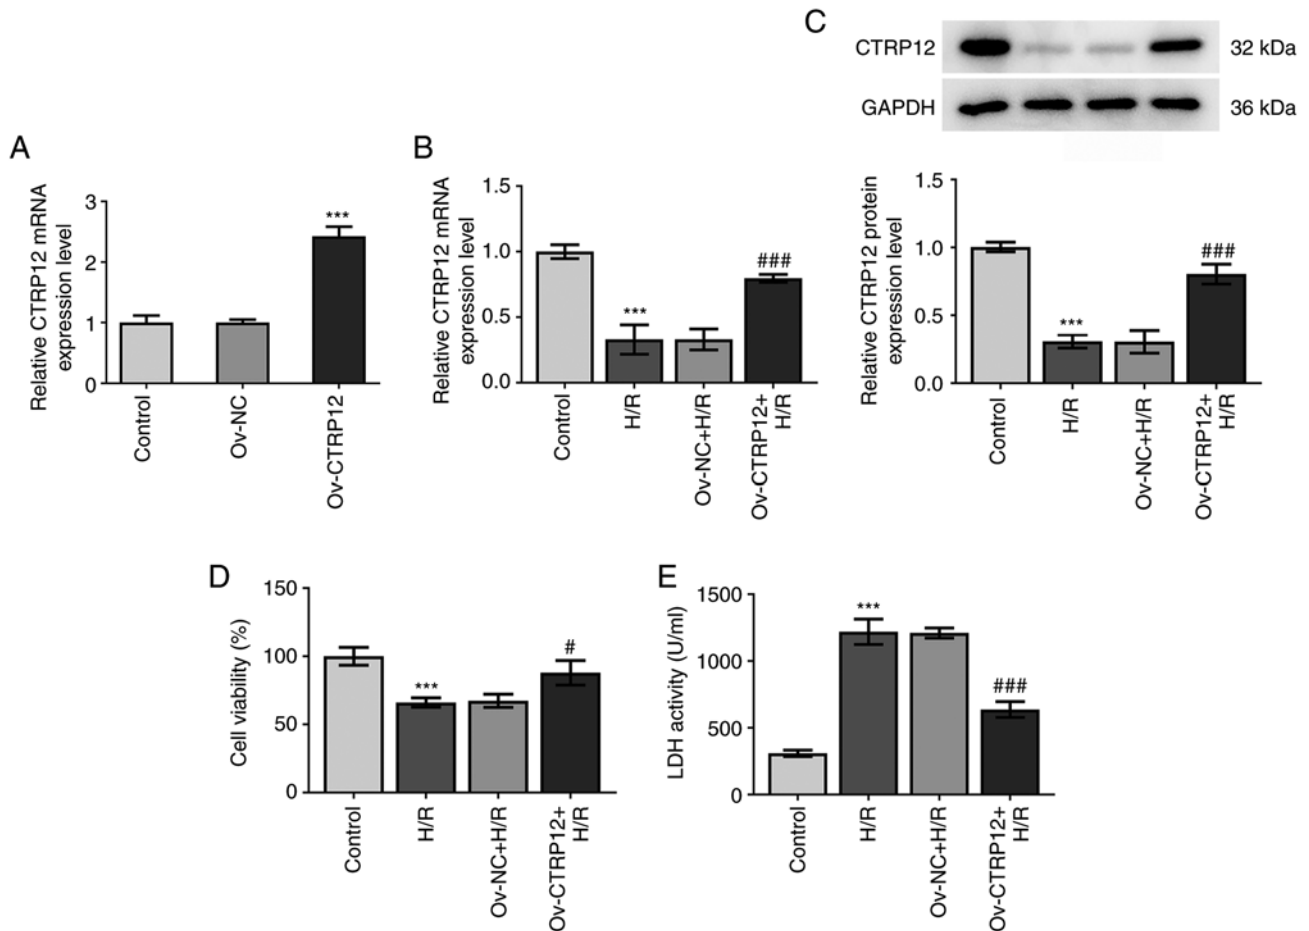 A
Relative CTRP12 mRNA
expression level
3
2
1
0
***
Control
Ov-NC
Ov-CTRP12
B
Relative CTRP12 mRNA
expression level
1.5
1.0
0.5
0.0
***
###
Control
H/R
Ov-NC+H/R
Ov-CTRP12+
H/R
C
CTRP12
32 kDa
GAPDH
36 kDa
Relative CTRP12 protein
expression level
1.5
1.0
0.5
0.0
***
###
Control
H/R
Ov-NC+H/R
Ov-CTRP12+
H/R
D
Cell viability (%)
150
100
50
0
***
#
Control
H/R
Ov-NC+H/R
Ov-CTRP12+
H/R
E
LDH activity (U/ml)
1500
1000
500
0
***
###
Control
H/R
Ov-NC+H/R
Ov-CTRP12+
H/R